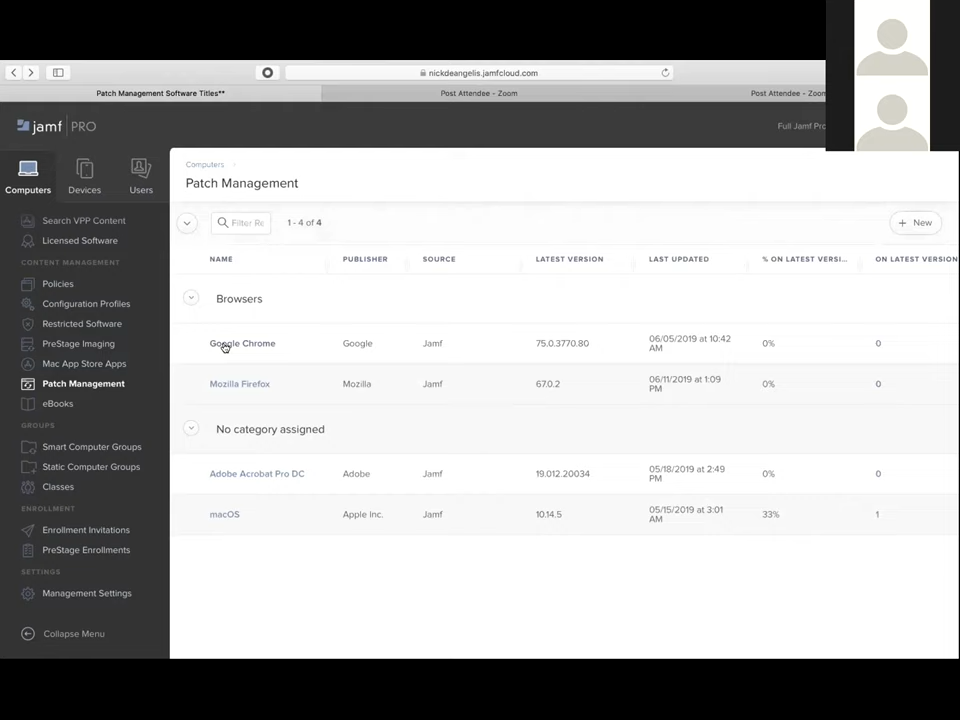 nickdeangelis.jamfcloud.com
Patch Management Software Titles**
Post Attendee - Zoom
Post Attendee - Zoom
jamf PRO
Full Jamf Pro
Computers
Devices
Users
Search VPP Content
Licensed Software
CONTENT MANAGEMENT
Policies
Configuration Profiles
Restricted Software
PreStage Imaging
Mac App Store Apps
Patch Management
eBooks
GROUPS
Smart Computer Groups
Static Computer Groups
Classes
ENROLLMENT
Enrollment Invitations
PreStage Enrollments
SETTINGS
Management Settings
Collapse Menu
Computers
Patch Management
Filter Re
1 - 4 of 4
+ New
NAME PUBLISHER SOURCE LATEST VERSION LAST UPDATED % ON LATEST VERSI... ON LATEST VERSION
Browsers
Google Chrome Google Jamf 75.0.3770.80 06/05/2019 at 10:42 AM 0% 0
Mozilla Firefox Mozilla Jamf 67.0.2 06/11/2019 at 1:09 PM 0% 0
No category assigned
Adobe Acrobat Pro DC Adobe Jamf 19.012.20034 05/18/2019 at 2:49 PM 0% 0
macOS Apple Inc. Jamf 10.14.5 05/15/2019 at 3:01 AM 33% 1